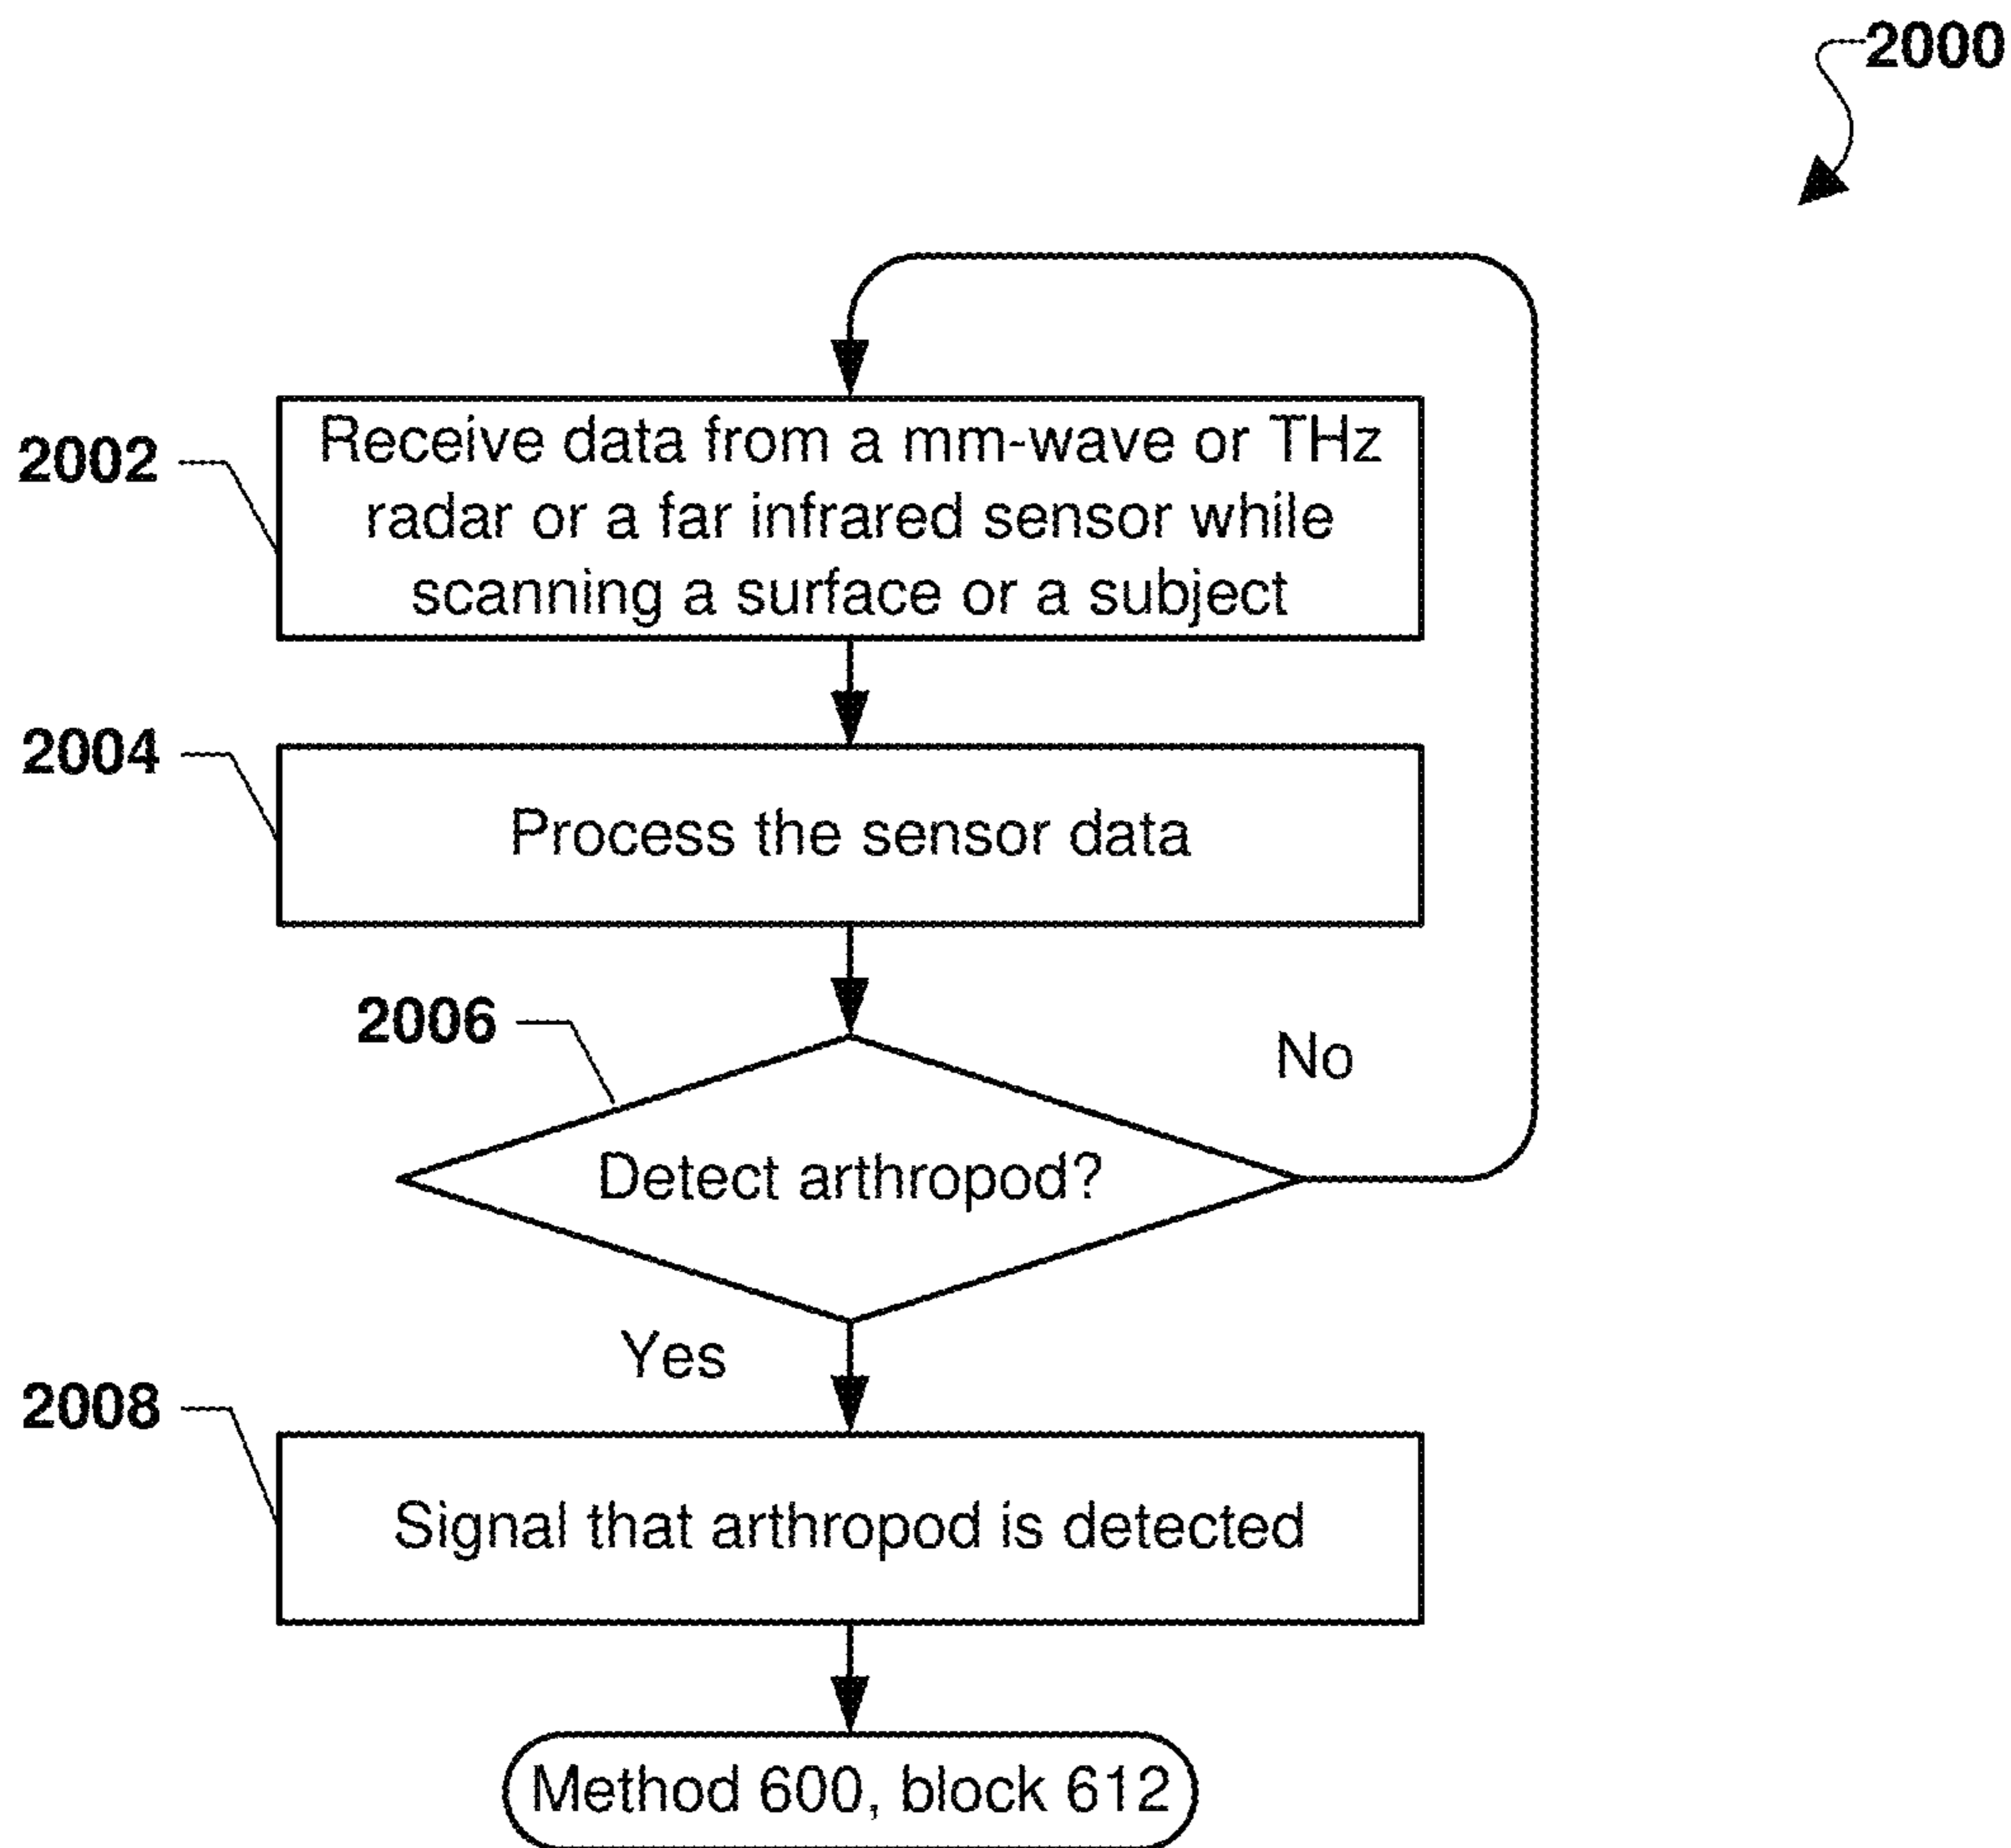 2000
2002
Receive data from a mm-wave or THz
radar or a far infrared sensor while
scanning a surface or a subject
2004
Process the sensor data
2006
No
Detect arthropod?
Yes
2008
Signal that arthropod is detected
Method 600, block 612